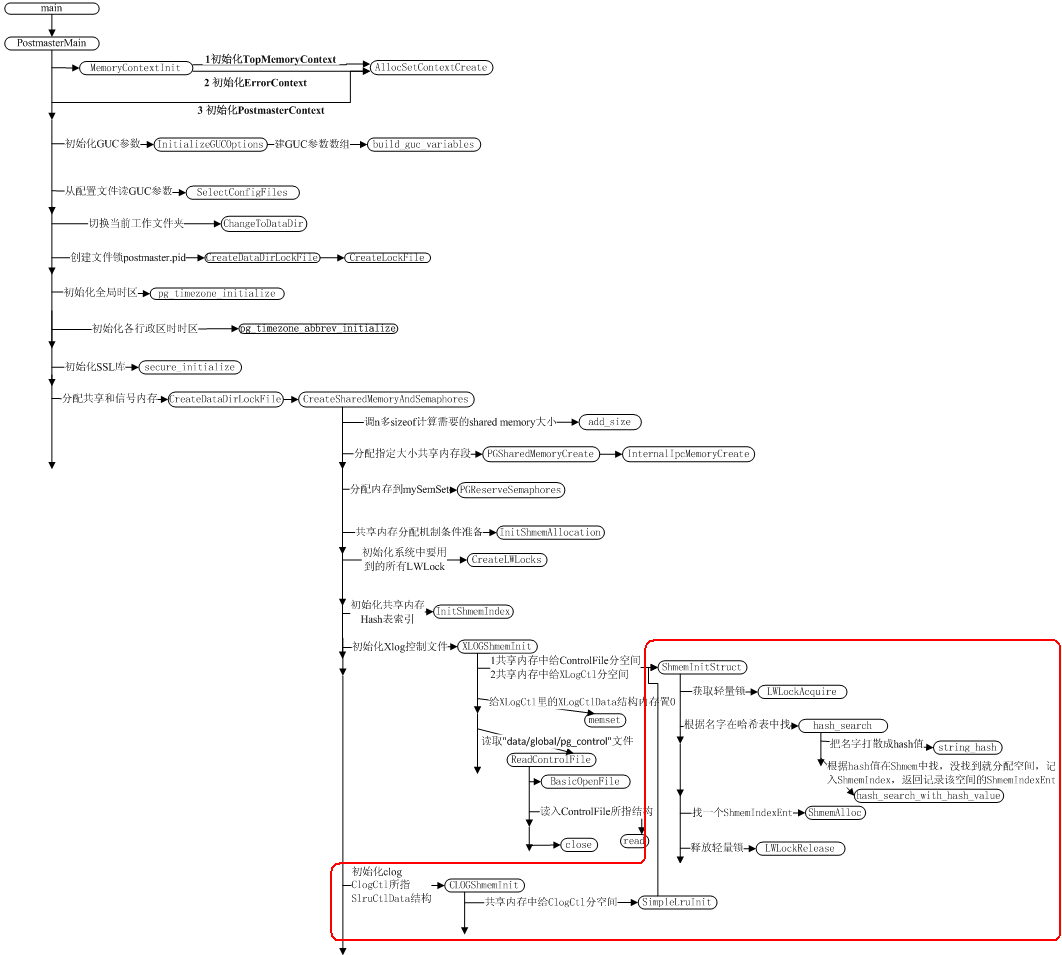 main
PostmasterMain
1初始化TopMemoryContext
MemoryContextInit
AllocSetContextCreate
2 初始化ErrorContext
3 初始化PostmasterContext
初始化GUC参数
InitializeGUCOptions
建GUC参数数组
build_guc_variables
从配置文件读GUC参数
SelectConfigFiles
切换当前工作文件夹
ChangeToDataDir
创建文件锁postmaster.pid
CreateDataDirLockFile
CreateLockFile
初始化全局时区
pg_timezone_initialize
初始化各行政区时时区
pg_timezone_abbrev_initialize
初始化SSL库
secure_initialize
分配共享和信号内存
CreateDataDirLockFile
CreateSharedMemoryAndSemaphores
调n多sizeof计算需要的shared memory大小
add_size
分配指定大小共享内存段
PGSharedMemoryCreate
InternalIpcMemoryCreate
分配内存到mySemSet
PGReserveSemaphores
共享内存分配机制条件准备
InitShmemAllocation
初始化系统中要用
到的所有LWLock
CreateLWLocks
初始化共享内存
Hash表索引
InitShmemIndex
初始化Xlog控制文件
XLOGShmemInit
1共享内存中给ControlFile分空间
2共享内存中给XLogCtl分空间
ShmemInitStruct
获取轻量锁
LWLockAcquire
给XLogCtl里的XLogCtlData结构内存置0
memset
根据名字在哈希表中找
hash_search
把名字打散成hash值
string_hash
读取"data/global/pg_control"文件
ReadControlFile
BasicOpenFile
根据hash值在Shmem中找，没找到就分配空间，记
入ShmemIndex，返回记录该空间的ShmemIndexEnt
hash_search_with_hash_value
读入ControlFile所指结构
read
close
找一个ShmemIndexEnt
ShmemAlloc
释放轻量锁
LWLockRelease
初始化clog
ClogCtl所指
SlruCtlData结构
CLOGShmemInit
共享内存中给ClogCtl分空间
SimpleLruInit